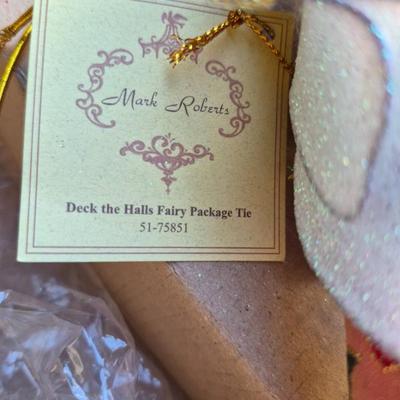 Mark Roberts
Deck the Halls Fairy Package Tie
51-75851